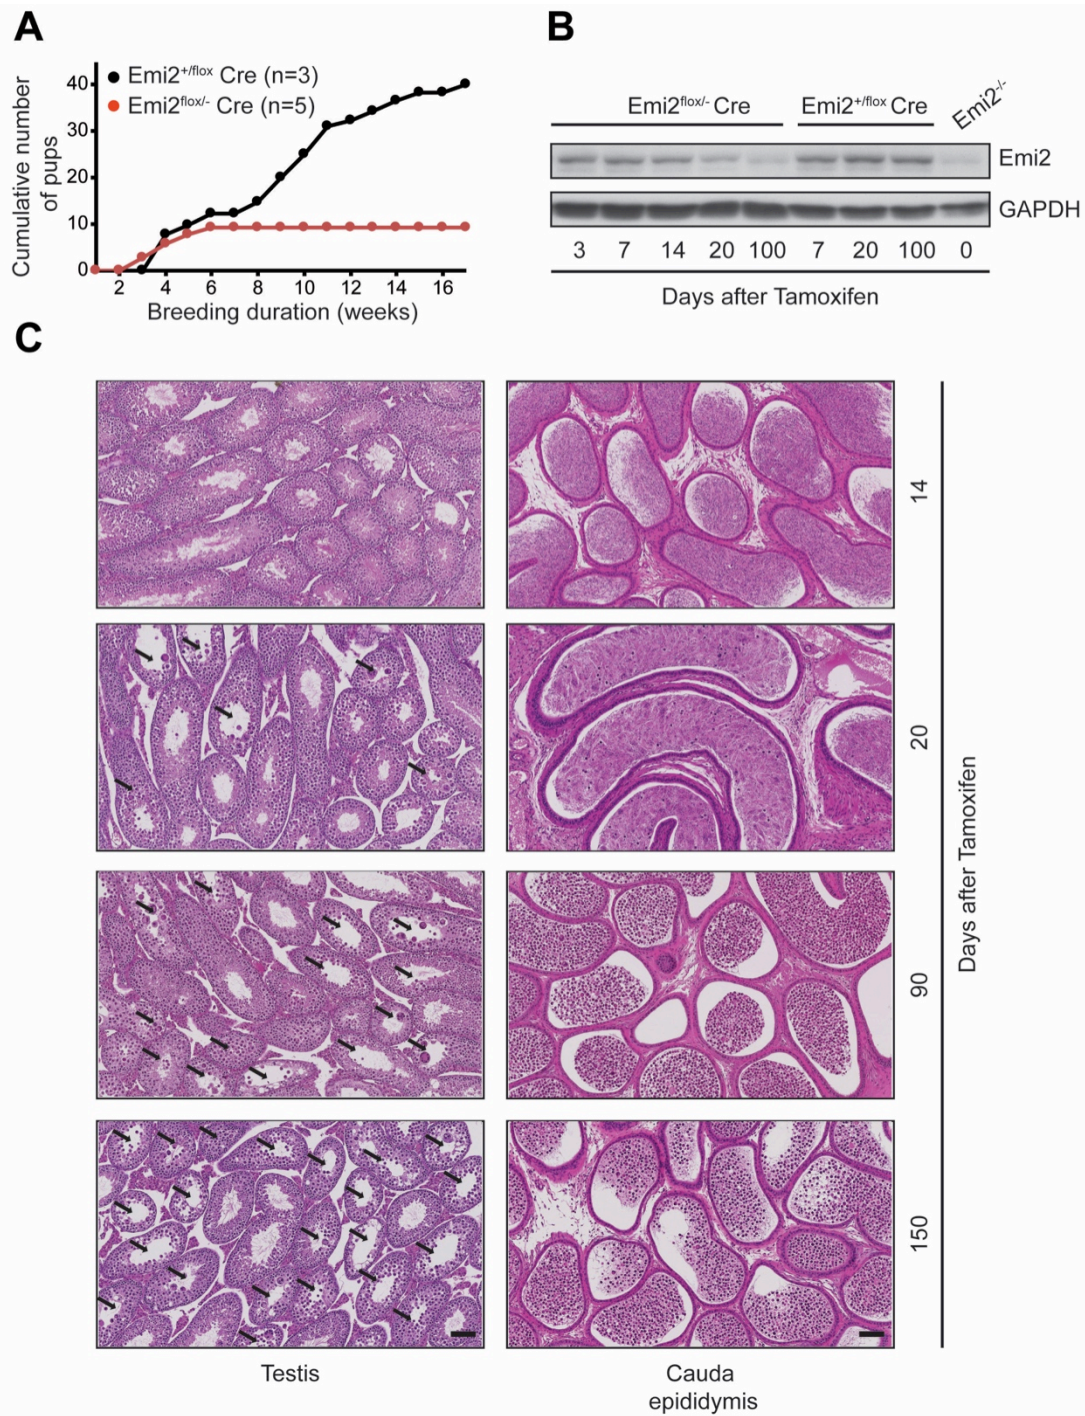 A
Cumulative number
of pups
40
30
20
10
0
Emi2+/flox Cre (n=3)
Emi2flox/- Cre (n=5)
2 4 6 8 10 12 14 16
Breeding duration (weeks)
B
Emi2flox/- Cre Emi2+/flox Cre Emi2-/-
Emi2
GAPDH
3 7 14 20 100 7 20 100 0
Days after Tamoxifen
C
14
20
90
150
Days after Tamoxifen
Testis
Cauda
epididymis